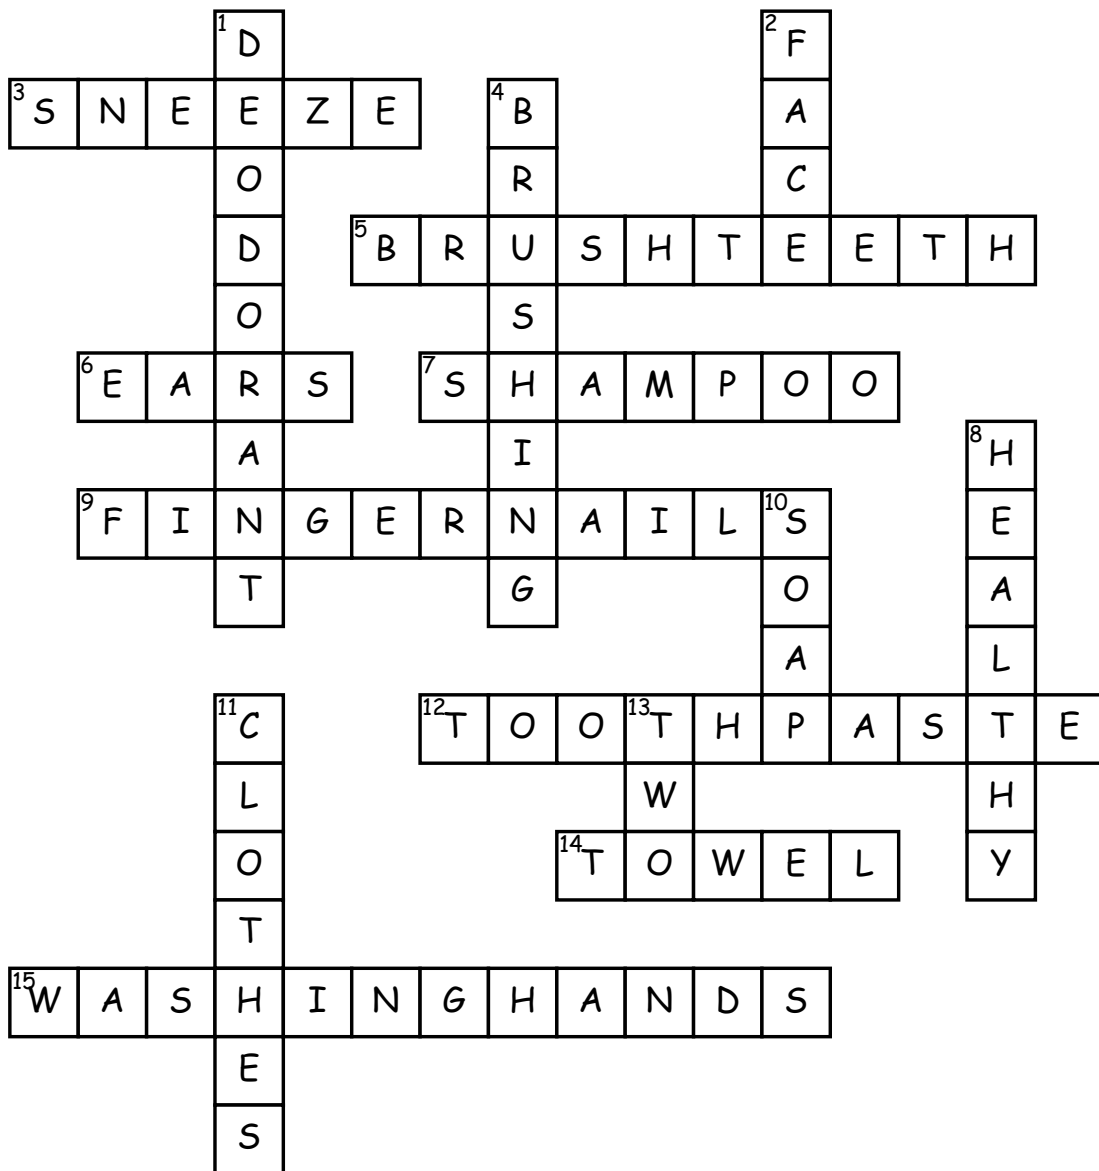 1 D 2 F
3 S N E E Z E 4 B A
O R C
D 5 B R U S H T E E T H
O S
6 E A R S 7 S H A M P O O
A I 8 H
9 F I N G E R N A I L 10 S E
T G O A
A L
11 C 12 T O O 13 T H P A S T E
L W H
O 14 T O W E L Y
T
15 W A S H I N G H A N D S
E
S